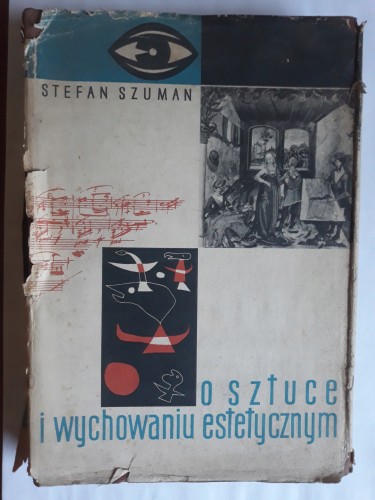 STEFAN SZUMAN
o sztuce
i wychowaniu estetycznym